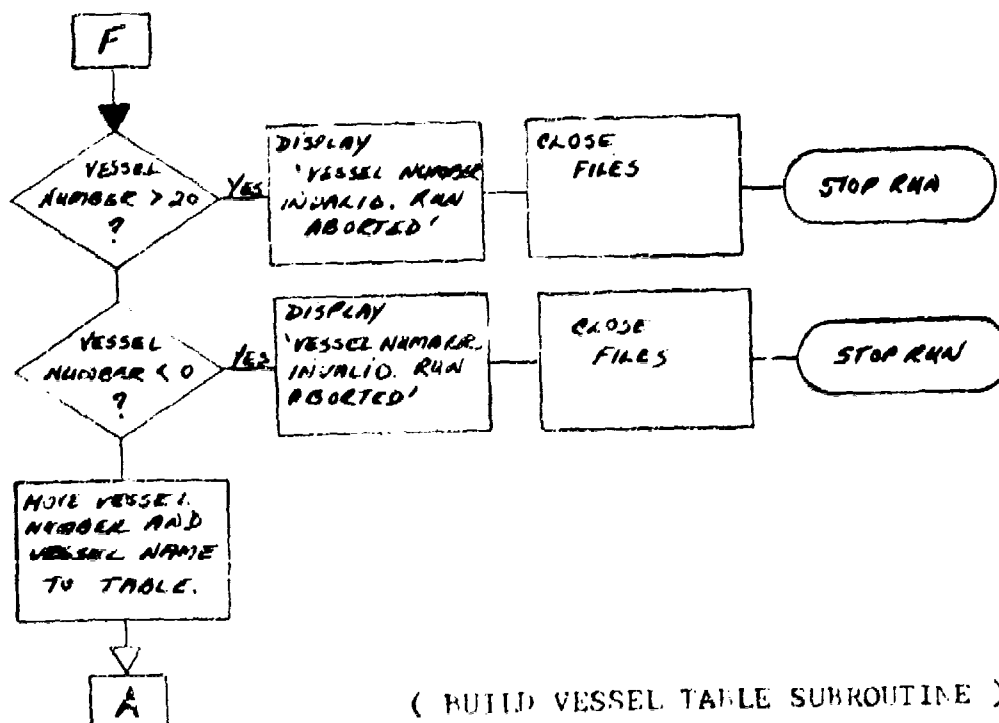 F
VESSEL
NUMBER > 20
?
YES
DISPLAY
'VESSEL NUMBER
INVALID. RUN
ABORTED'
CLOSE
FILES
STOP RUN
VESSEL
NUMBER < 0
?
YES
DISPLAY
'VESSEL NUMBER
INVALID. RUN
ABORTED'
CLOSE
FILES
STOP RUN
MOVE VESSEL
NUMBER AND
VESSEL NAME
TO TABLE.
A
( BUILD VESSEL TABLE SUBROUTINE )